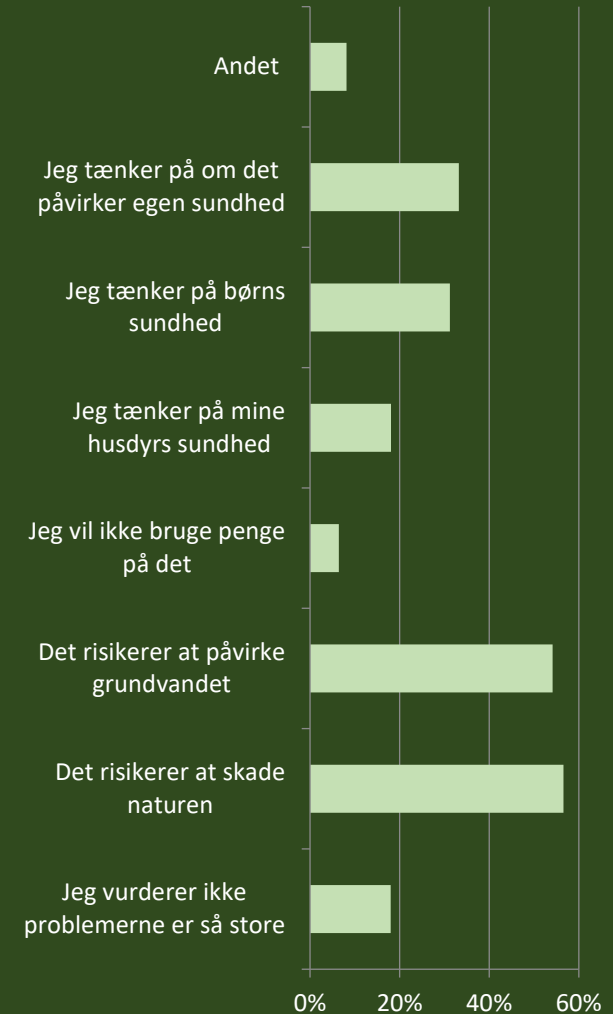 Andet
Jeg tænker på om det
påvirker egen sundhed
Jeg tænker på børns
sundhed
Jeg tænker på mine
husdyrs sundhed
Jeg vil ikke bruge penge
på det
Det risikerer at påvirke
grundvandet
Det risikerer at skade
naturen
Jeg vurderer ikke
problemerne er så store
0% 20% 40% 60%